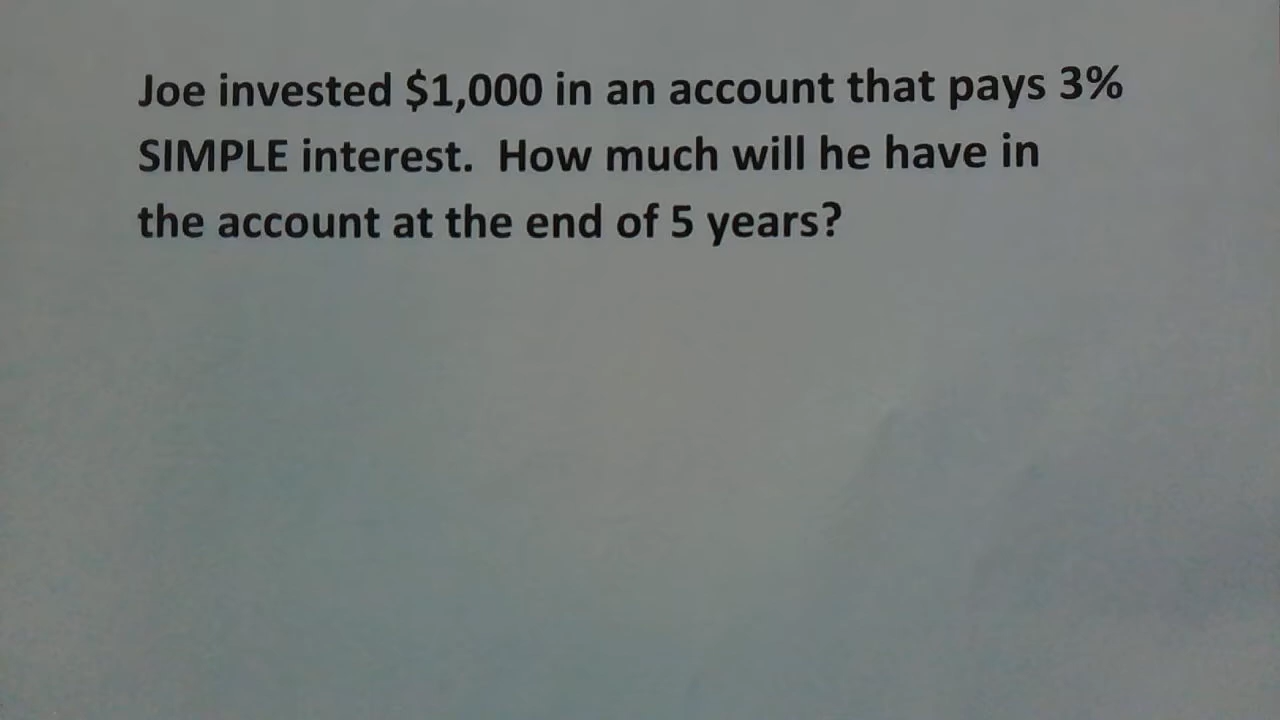 Joe invested $1,000 in an account that pays 3%
SIMPLE interest.  How much will he have in
the account at the end of 5 years?